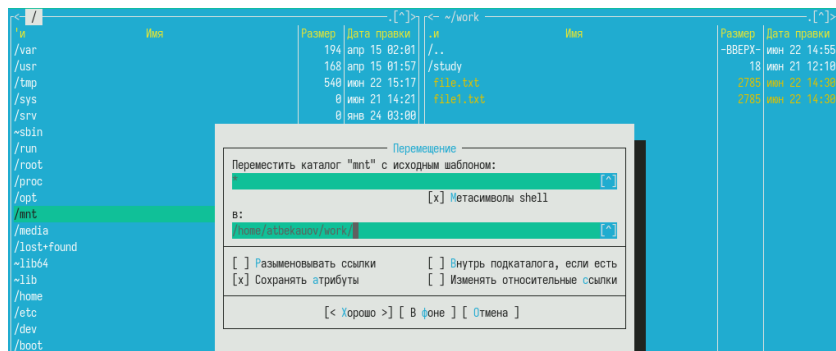 <- / .[^]>
<- ~/work .[^]>
'и Имя Размер Дата правки
.и Имя Размер Дата правки
/var 194 апр 15 02:01
/.. -ВВЕРХ- июн 22 14:55
/usr 168 апр 15 01:57
/study 18 июн 21 12:10
/tmp 540 июн 22 15:17
file.txt 2785 июн 22 14:30
/sys 0 июн 21 14:21
file1.txt 2785 июн 22 14:30
/srv 0 янв 24 03:00
~sbin
/run
/root
/proc
/opt
/mnt
/media
/lost+found
~lib64
~lib
/home
/etc
/dev
/boot
Перемещение
Переместить каталог "mnt" с исходным шаблоном:
* [^]
[x] Метасимволы shell
в:
/home/atbekauov/work/ [^]
[ ] Разыменовывать ссылки [ ] Внутрь подкаталога, если есть
[x] Сохранять атрибуты [ ] Изменять относительные ссылки
[< Хорошо >] [ В фоне ] [ Отмена ]